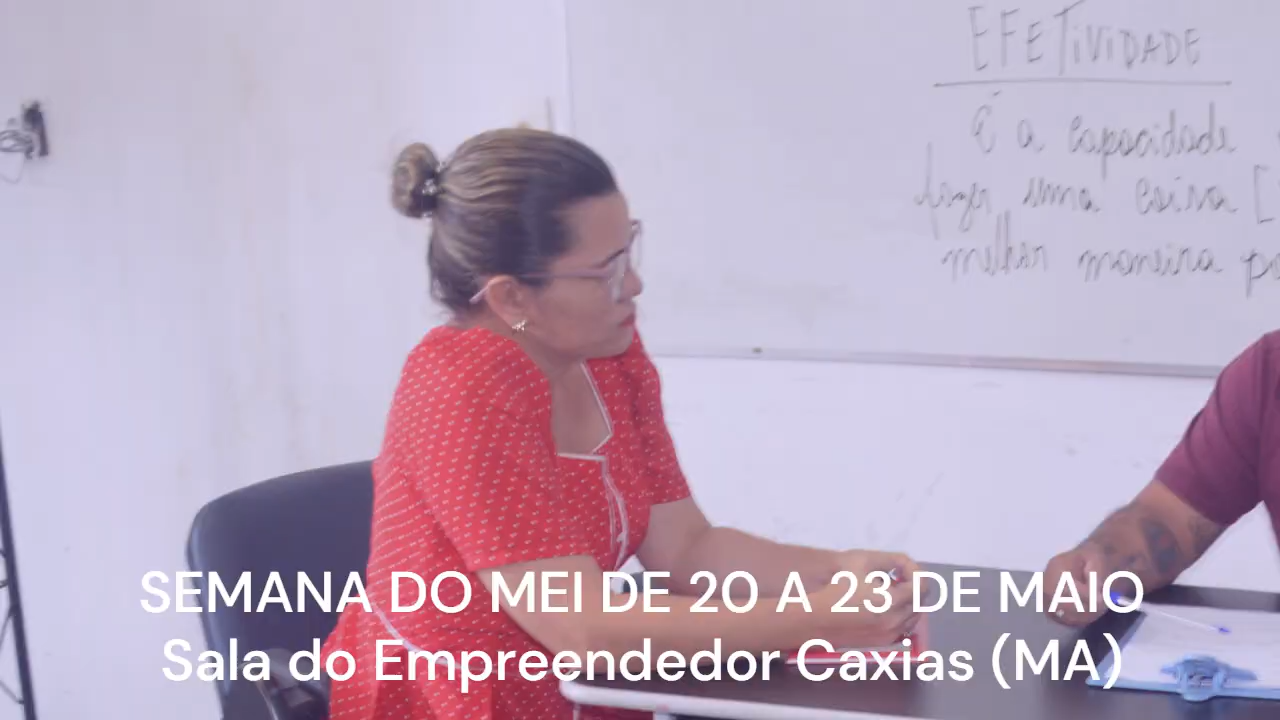 EFETIVIDADE
É a capacidade
fazer uma coisa
melhor maneira
SEMANA DO MEI DE 20 A 23 DE MAIO
Sala do Empreendedor Caxias (MA)